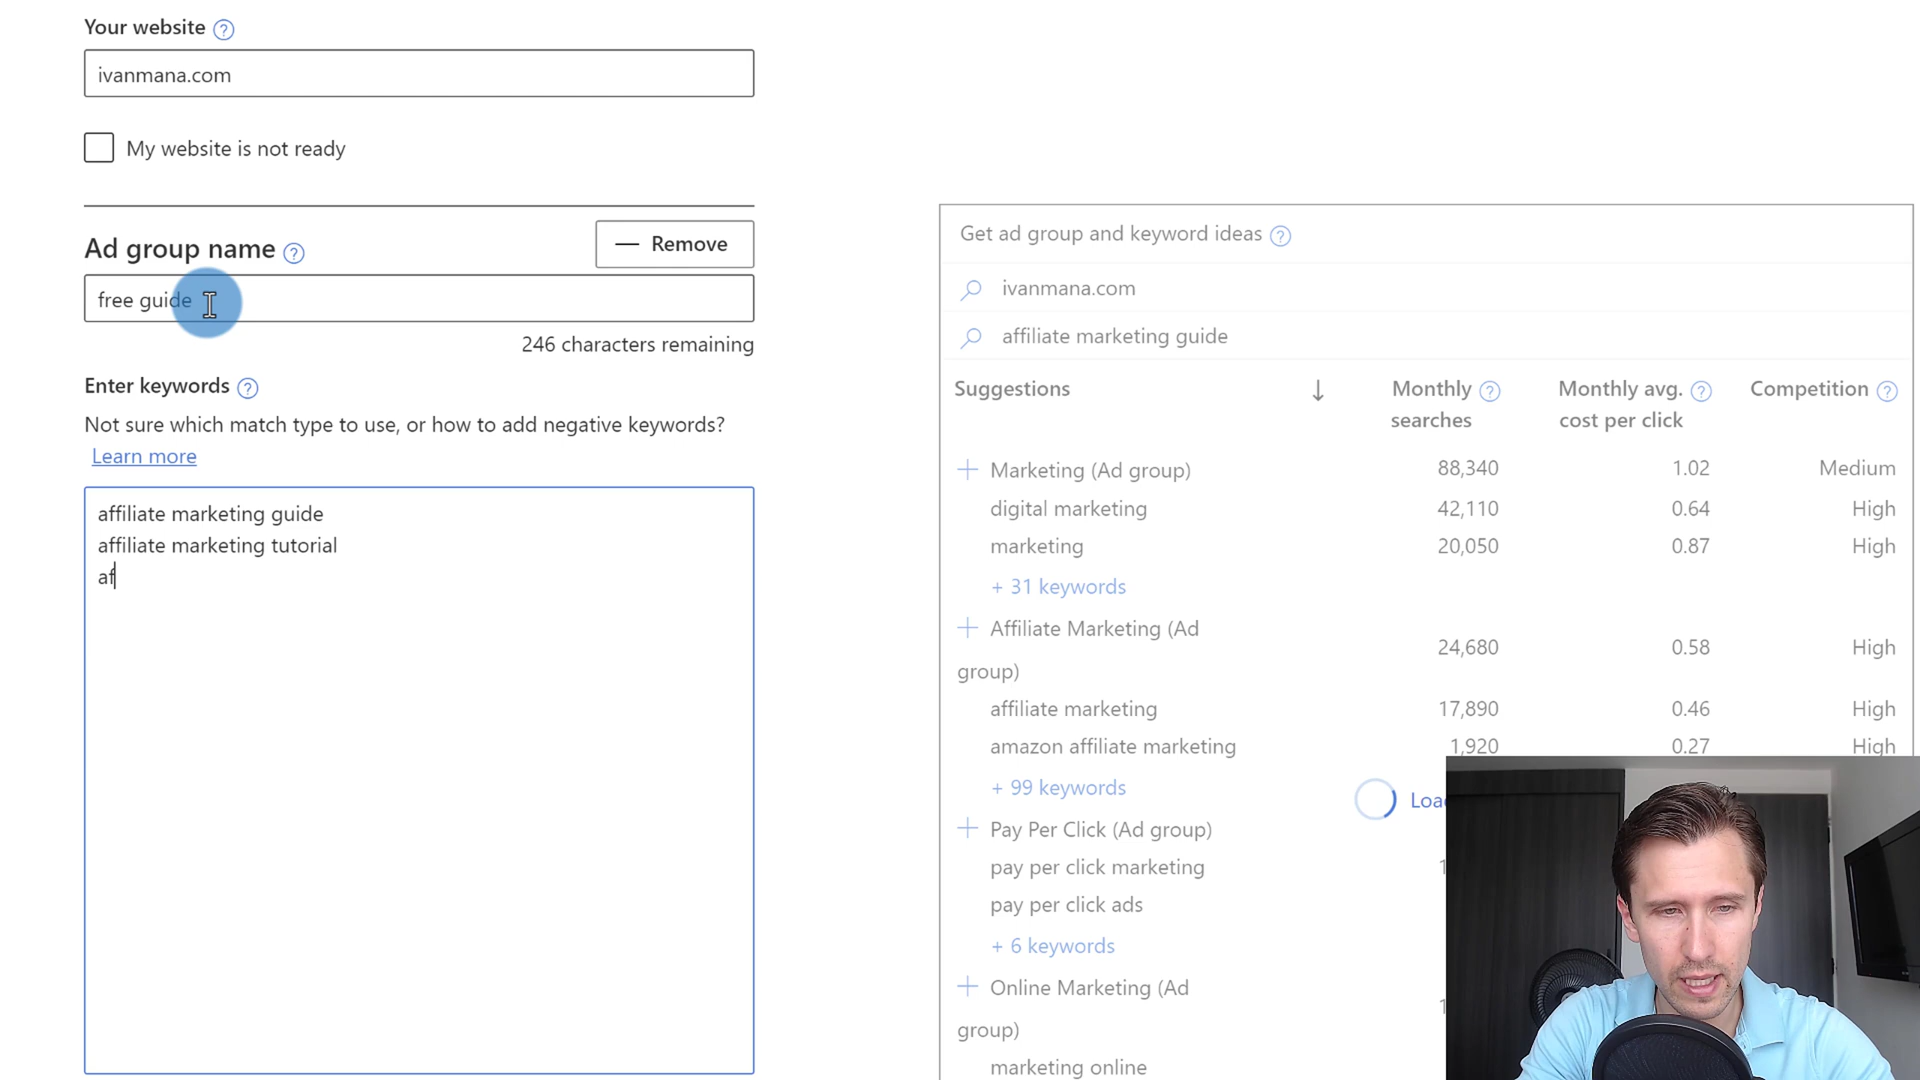 Your website
ivanmana.com
My website is not ready
Ad group name
— Remove
free guide
246 characters remaining
Enter keywords
Not sure which match type to use, or how to add negative keywords?
Learn more
affiliate marketing guide
affiliate marketing tutorial
af
Get ad group and keyword ideas
ivanmana.com
affiliate marketing guide
Suggestions ↓ Monthly searches Monthly avg. cost per click Competition
+ Marketing (Ad group) 88,340 1.02 Medium
digital marketing 42,110 0.64 High
marketing 20,050 0.87 High
+ 31 keywords
+ Affiliate Marketing (Ad group) 24,680 0.58 High
affiliate marketing 17,890 0.46 High
amazon affiliate marketing 1,920 0.27 High
+ 99 keywords
+ Pay Per Click (Ad group)
pay per click marketing
pay per click ads
+ 6 keywords
+ Online Marketing (Ad group)
marketing online